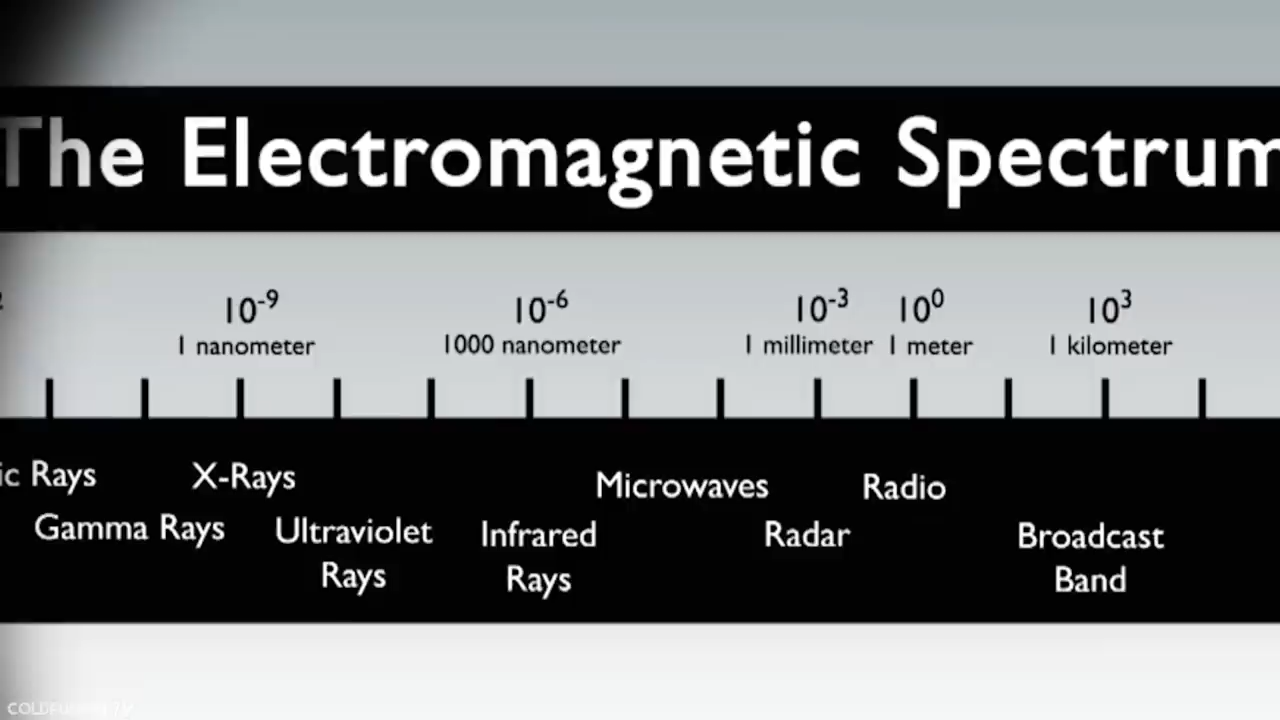 The Electromagnetic Spectrum
10-9 10-6 10-3 100 103
1 nanometer 1000 nanometer 1 millimeter 1 meter 1 kilometer
Rays X-Rays Microwaves Radio
Gamma Rays Ultraviolet Rays Infrared Rays Radar Broadcast Band